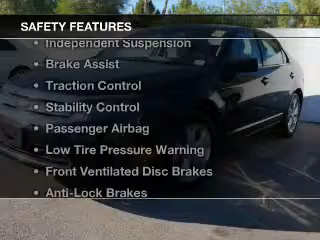 SAFETY FEATURES
• Independent Suspension
• Brake Assist
• Traction Control
• Stability Control
• Passenger Airbag
• Low Tire Pressure Warning
• Front Ventilated Disc Brakes
• Anti-Lock Brakes